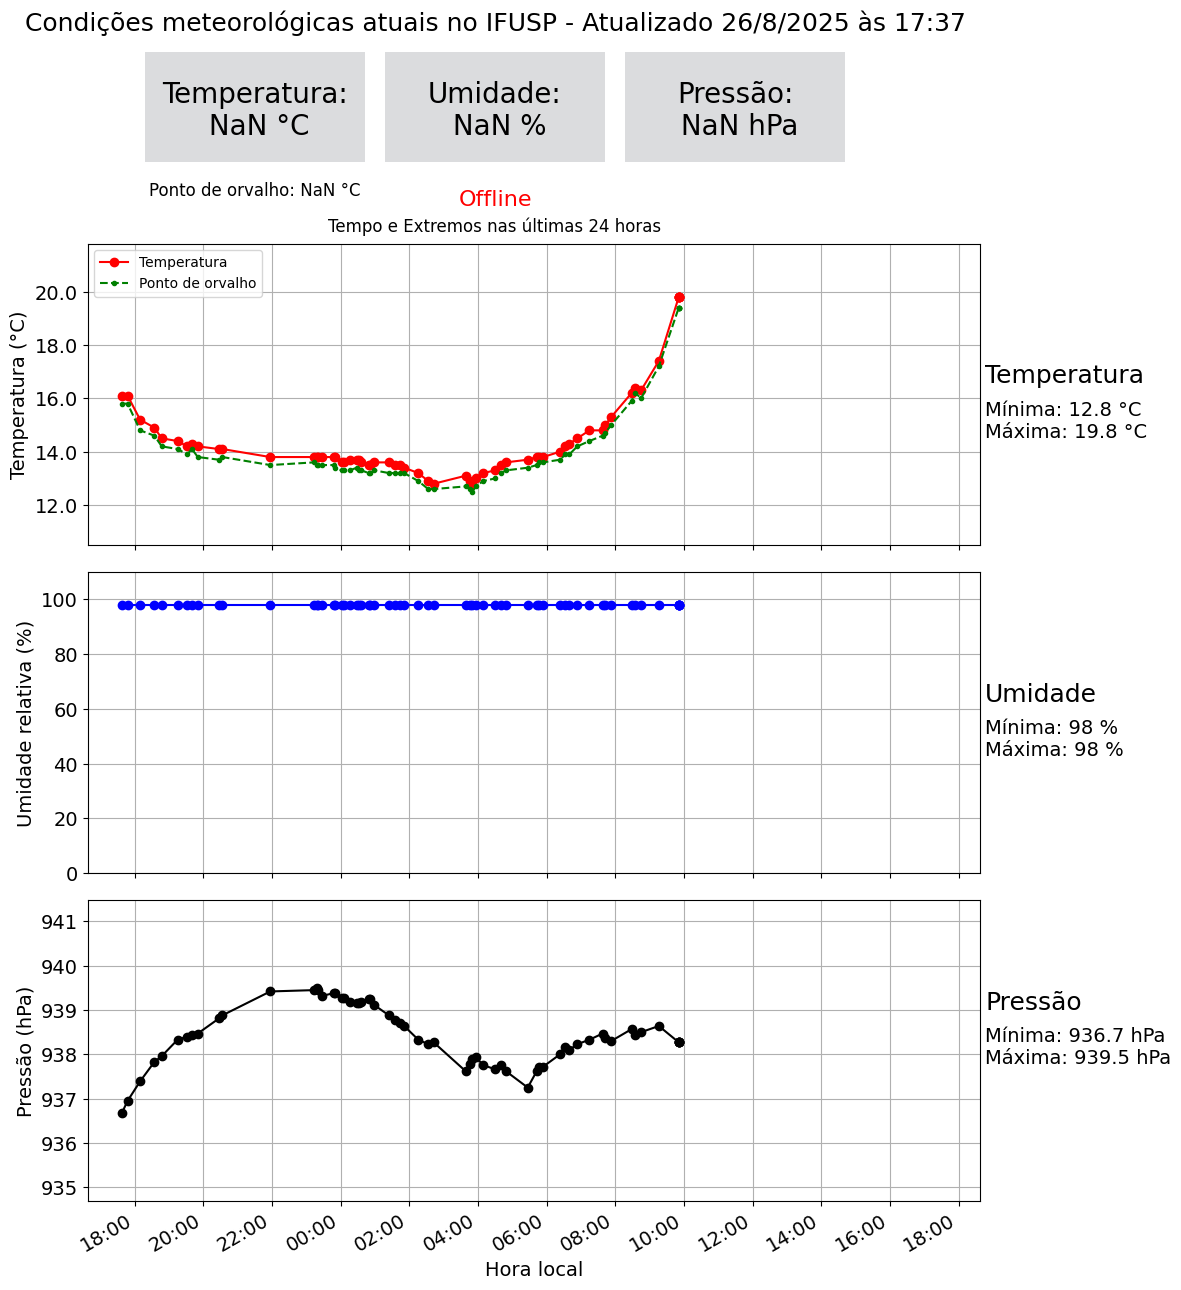 Condições meteorológicas atuais no IFUSP - Atualizado 26/8/2025 às 17:37
Temperatura:
NaN °C
Umidade:
NaN %
Pressão:
NaN hPa
Ponto de orvalho: NaN °C
Offline
Tempo e Extremos nas últimas 24 horas
Temperatura
Ponto de orvalho
Temperatura (°C)
20.0
18.0
16.0
14.0
12.0
Temperatura
Mínima: 12.8 °C
Máxima: 19.8 °C
Umidade relativa (%)
100
80
60
40
20
0
Umidade
Mínima: 98 %
Máxima: 98 %
Pressão (hPa)
941
940
939
938
937
936
935
Pressão
Mínima: 936.7 hPa
Máxima: 939.5 hPa
18:00 20:00 22:00 00:00 02:00 04:00 06:00 08:00 10:00 12:00 14:00 16:00 18:00
Hora local